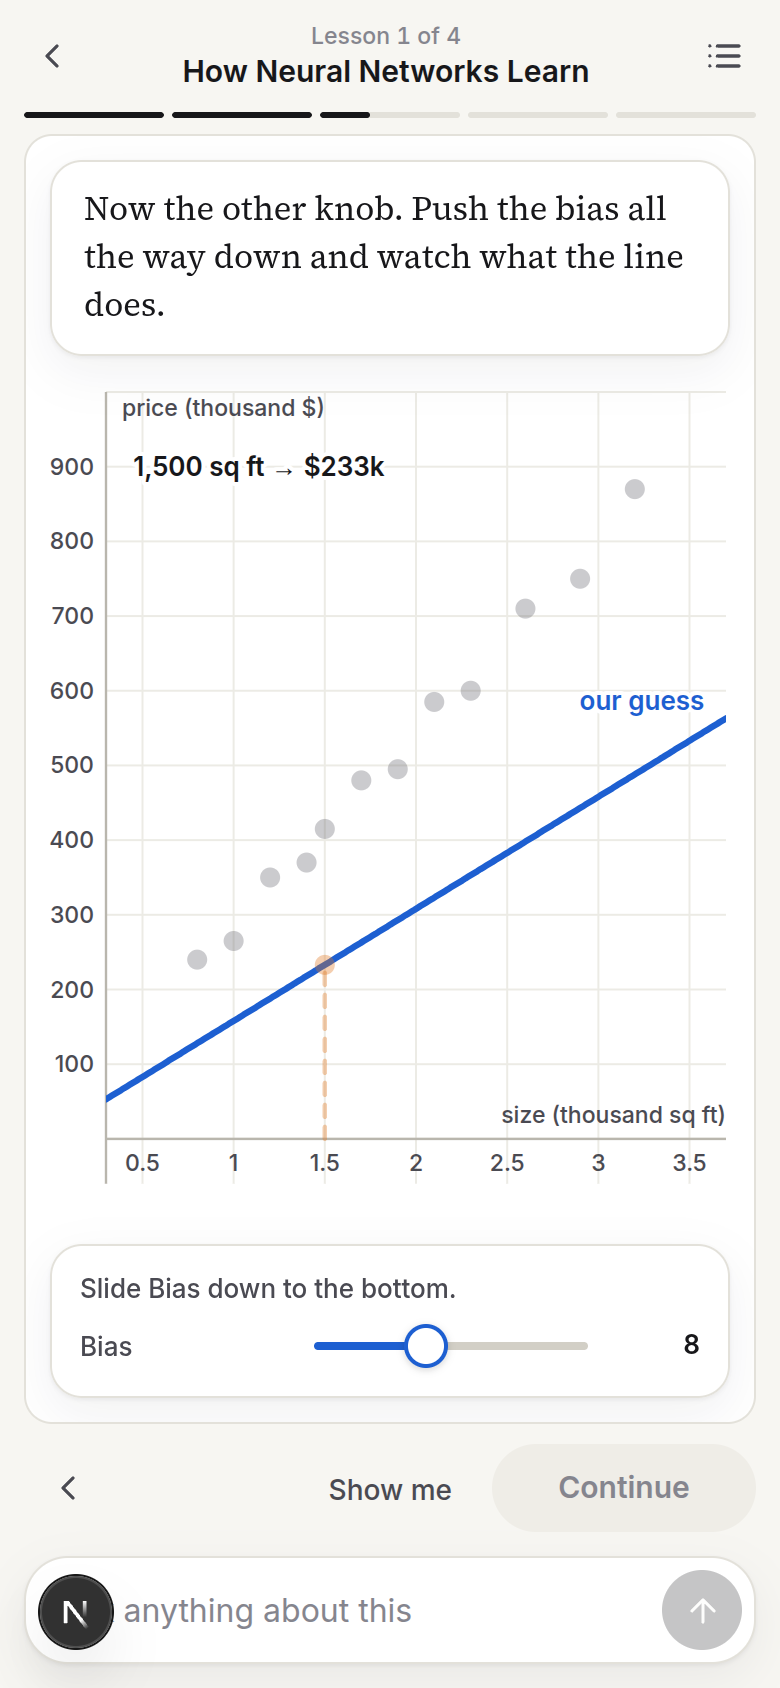 Lesson 1 of 4
How Neural Networks Learn
Now the other knob. Push the bias all
the way down and watch what the line
does.
price (thousand $)
1,500 sq ft → $233k
900
800
700
600
our guess
500
400
300
200
100
size (thousand sq ft)
0.5 1 1.5 2 2.5 3 3.5
Slide Bias down to the bottom.
Bias 8
Show me Continue
N anything about this